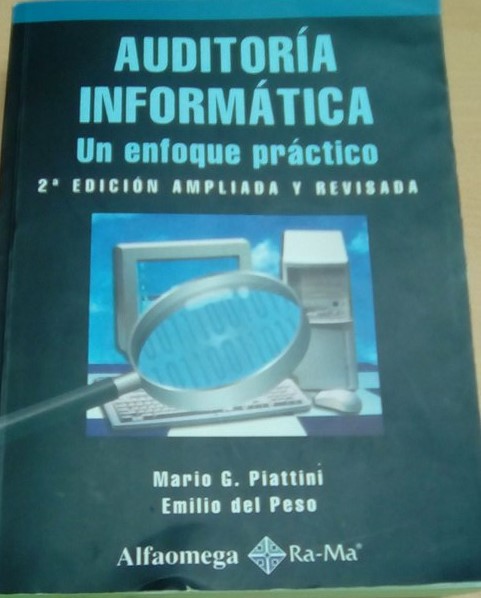 AUDITORÍA
INFORMÁTICA
Un enfoque práctico
2ª EDICIÓN AMPLIADA Y REVISADA
Mario G. Piattini
Emilio del Peso
Alfaomega Ra-Ma®